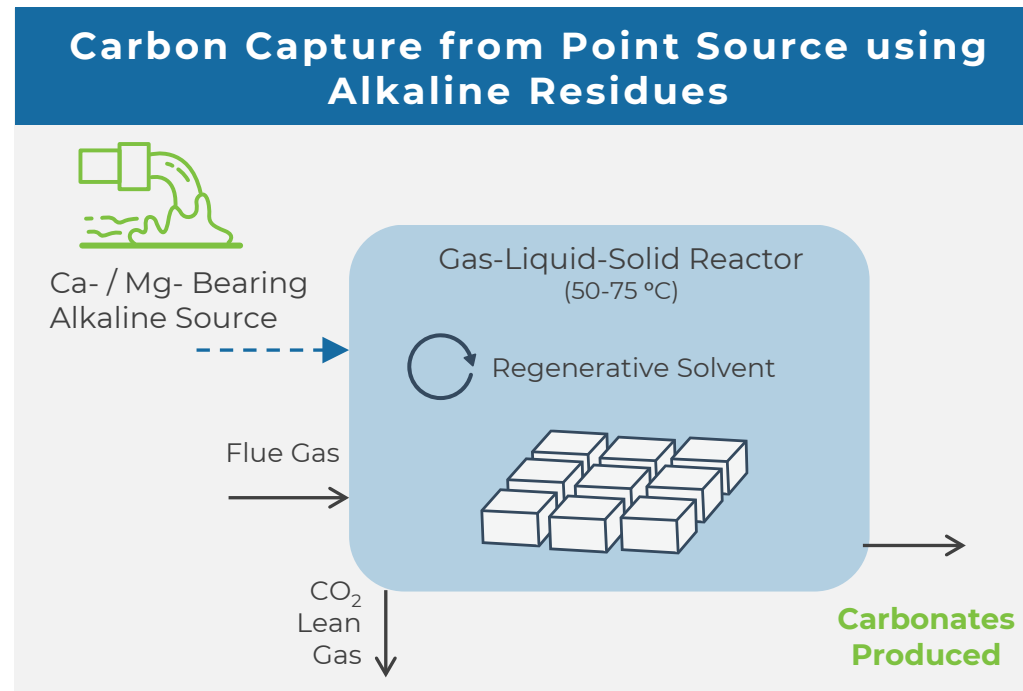 Carbon Capture from Point Source using
Alkaline Residues
Ca- / Mg- Bearing
Alkaline Source
Gas-Liquid-Solid Reactor
(50-75 ºC)
Regenerative Solvent
Flue Gas
CO₂
Lean
Gas
Carbonates
Produced